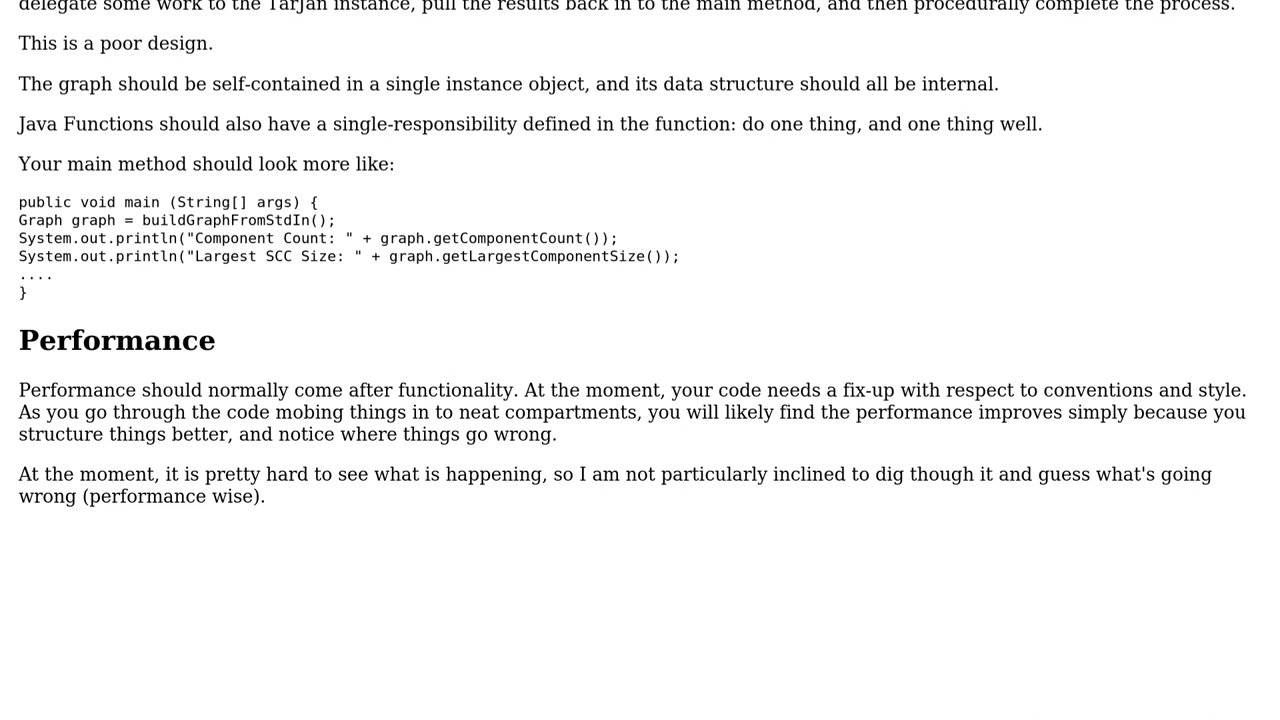 delegate some work to the TarJan instance, pull the results back in to the main method, and then procedurally complete the process.
This is a poor design.
The graph should be self-contained in a single instance object, and its data structure should all be internal.
Java Functions should also have a single-responsibility defined in the function: do one thing, and one thing well.
Your main method should look more like:
public void main (String[] args) {
Graph graph = buildGraphFromStdIn();
System.out.println("Component Count: " + graph.getComponentCount());
System.out.println("Largest SCC Size: " + graph.getLargestComponentSize());
....
}
Performance
Performance should normally come after functionality. At the moment, your code needs a fix-up with respect to conventions and style.
As you go through the code mobing things in to neat compartments, you will likely find the performance improves simply because you
structure things better, and notice where things go wrong.
At the moment, it is pretty hard to see what is happening, so I am not particularly inclined to dig though it and guess what's going
wrong (performance wise).